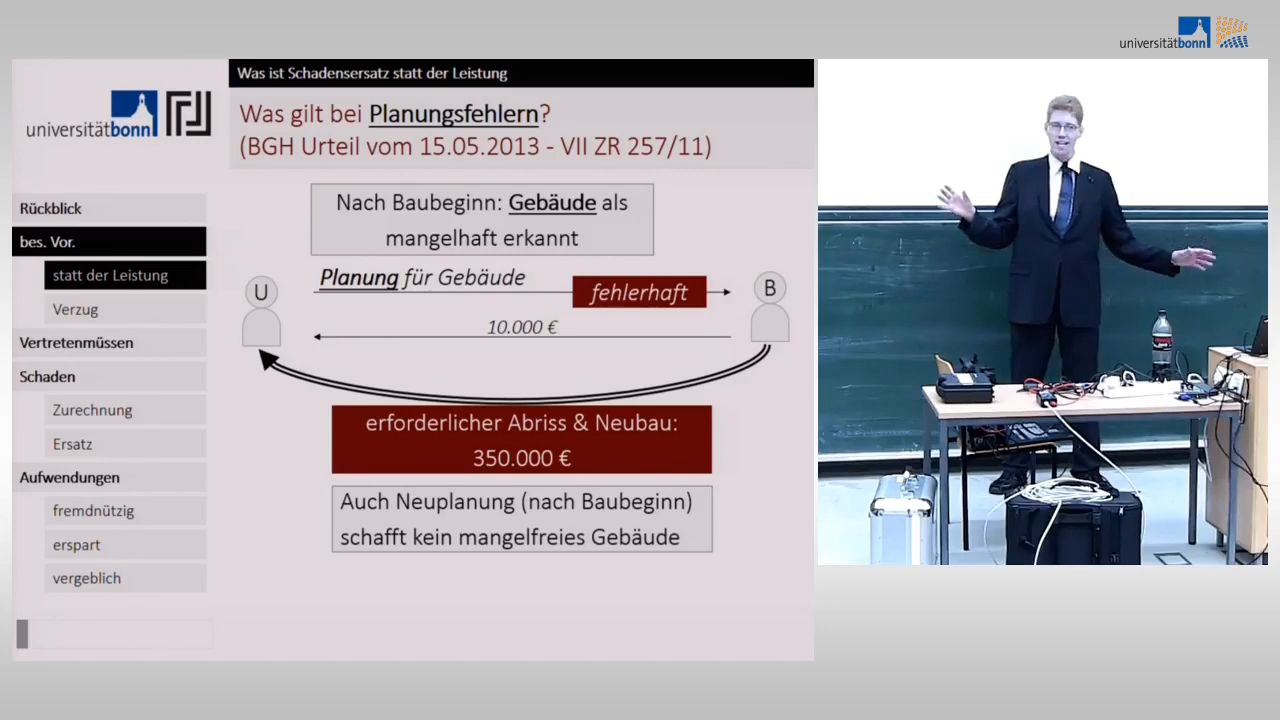 universitätbonn
universitätbonn
Was ist Schadensersatz statt der Leistung
Was gilt bei Planungsfehlern?
(BGH Urteil vom 15.05.2013 - VII ZR 257/11)
Rückblick
bes. Vor.
statt der Leistung
Verzug
Vertretenmüssen
Schaden
Zurechnung
Ersatz
Aufwendungen
fremdnützig
erspart
vergeblich
Nach Baubeginn: Gebäude als
mangelhaft erkannt
Planung für Gebäude
fehlerhaft
U
B
10.000 €
erforderlicher Abriss & Neubau:
350.000 €
Auch Neuplanung (nach Baubeginn)
schafft kein mangelfreies Gebäude